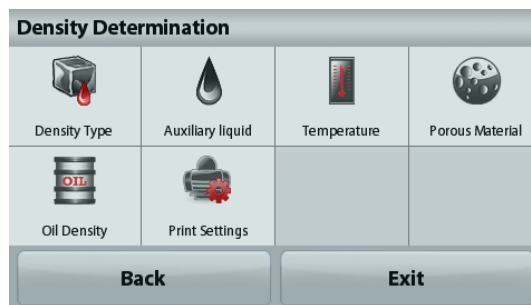 Density Determination
Density Type
Auxiliary liquid
Temperature
Porous Material
OIL
Oil Density
Print Settings
Back
Exit